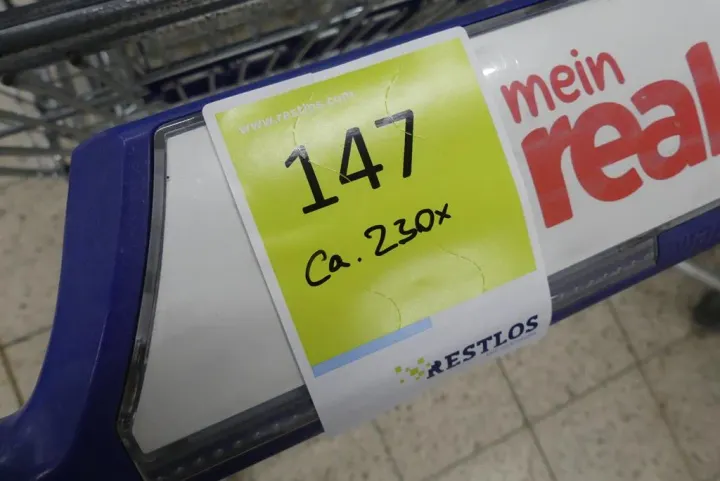 www.restlos.com
147
Ca. 230x
RESTLOS
mein
real